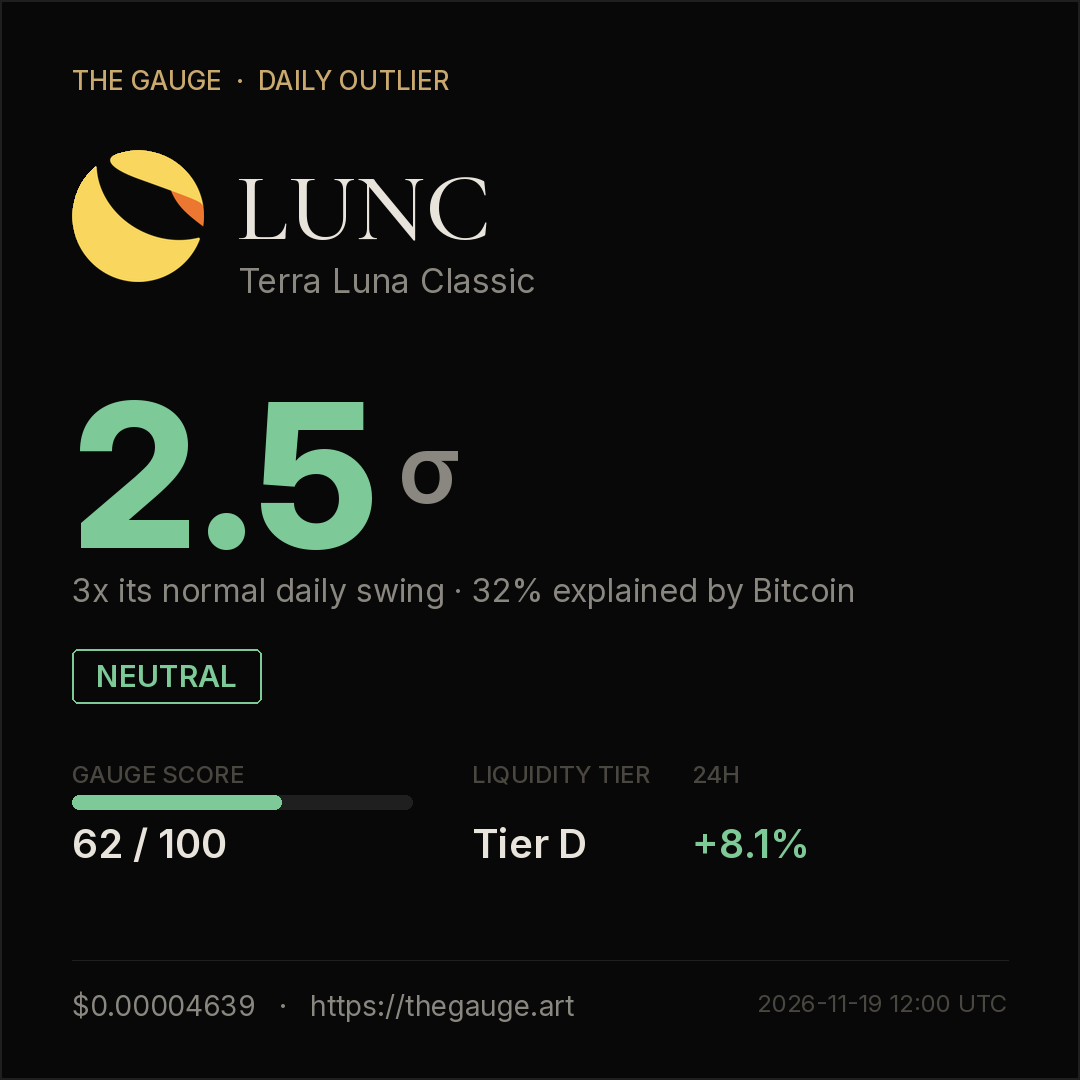 THE GAUGE · DAILY OUTLIER
LUNC
Terra Luna Classic
2.5 σ
3x its normal daily swing · 32% explained by Bitcoin
NEUTRAL
GAUGE SCORE LIQUIDITY TIER 24H
62 / 100 Tier D +8.1%
$0.00004639 · https://thegauge.art 2026-11-19 12:00 UTC